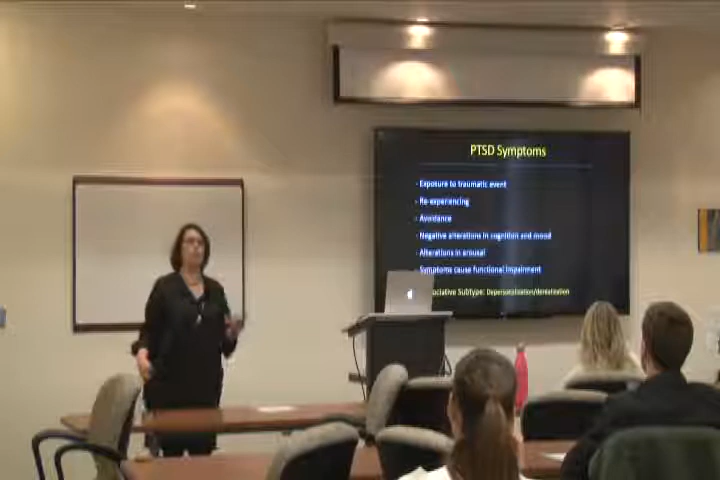 PTSD Symptoms
- Exposure to traumatic event
- Re-experiencing
- Avoidance
- Negative alterations in cognition and mood
- Alterations in arousal
Symptoms cause functional impairment
ociative Subtype: Depersonalization/derealization